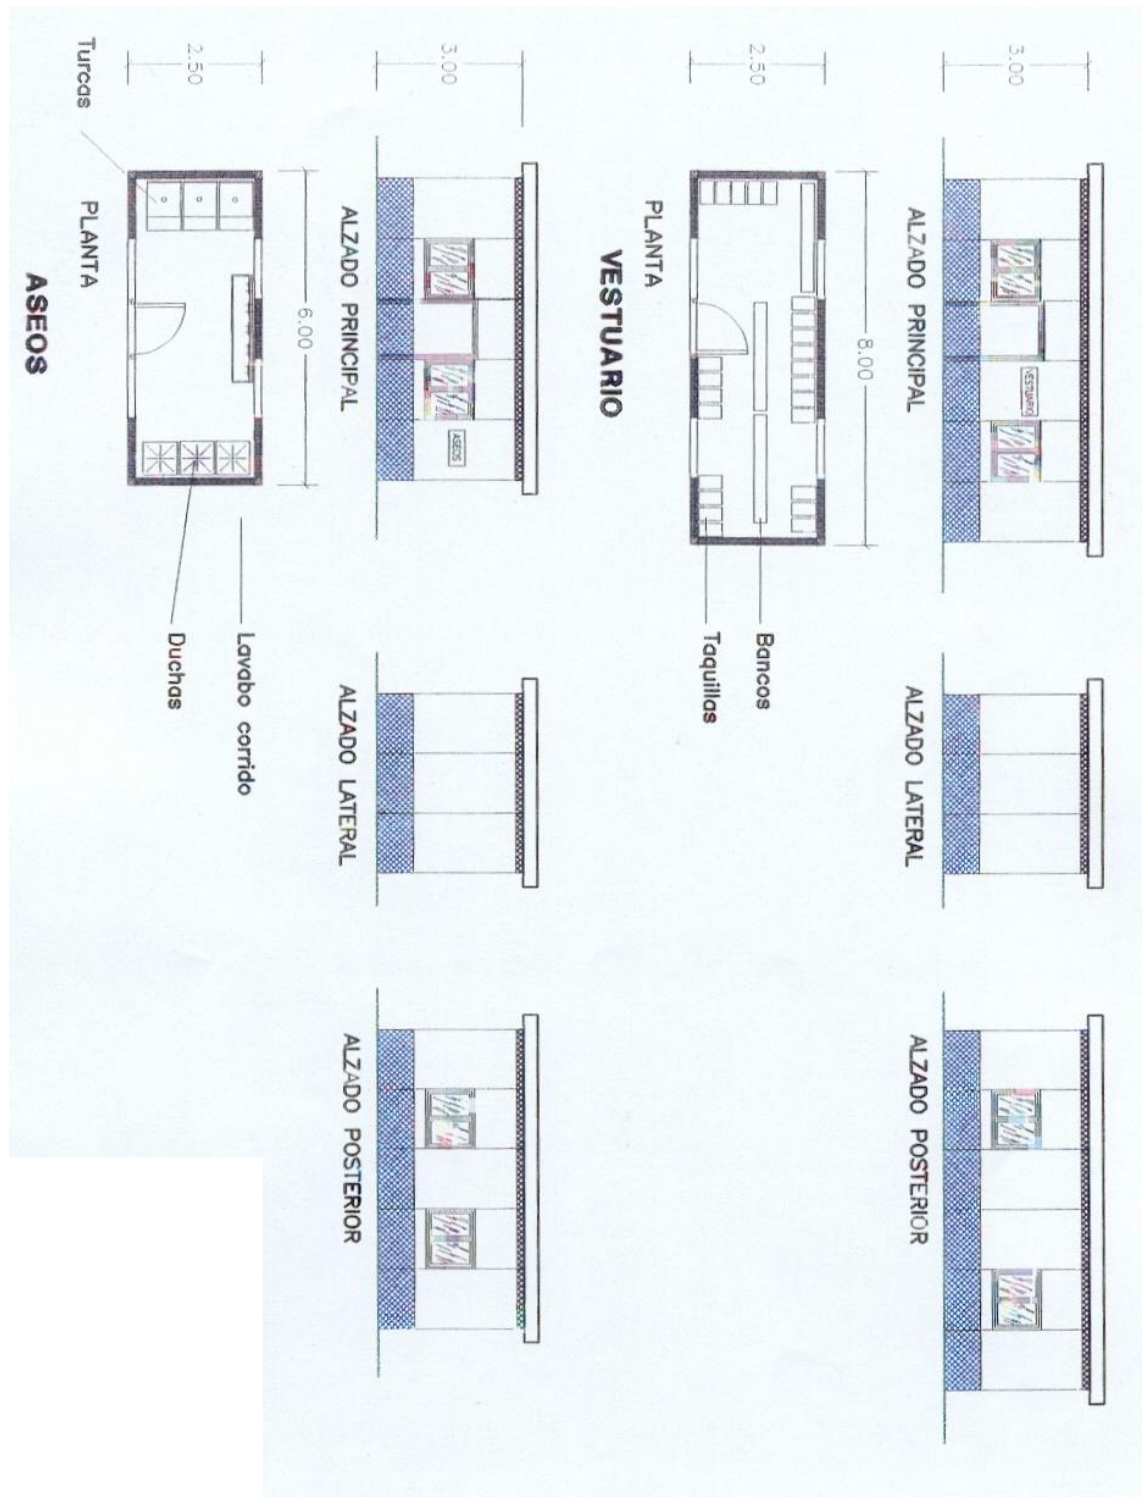 3.00
ALZADO PRINCIPAL
VESTUARIO
ALZADO LATERAL
ALZADO POSTERIOR
8.00
2.50
Bancos
Taquillas
PLANTA
VESTUARIO
3.00
ALZADO PRINCIPAL
ASEOS
ALZADO LATERAL
ALZADO POSTERIOR
6.00
2.50
Lavabo corrido
Duchas
Turcas
PLANTA
ASEOS